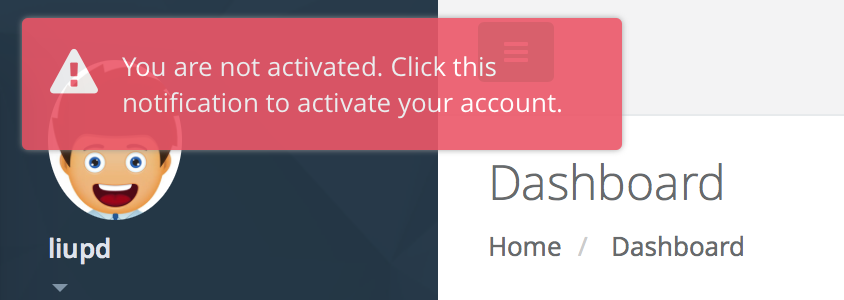 You are not activated. Click this
notification to activate your account.
Dashboard
liupd
Home / Dashboard